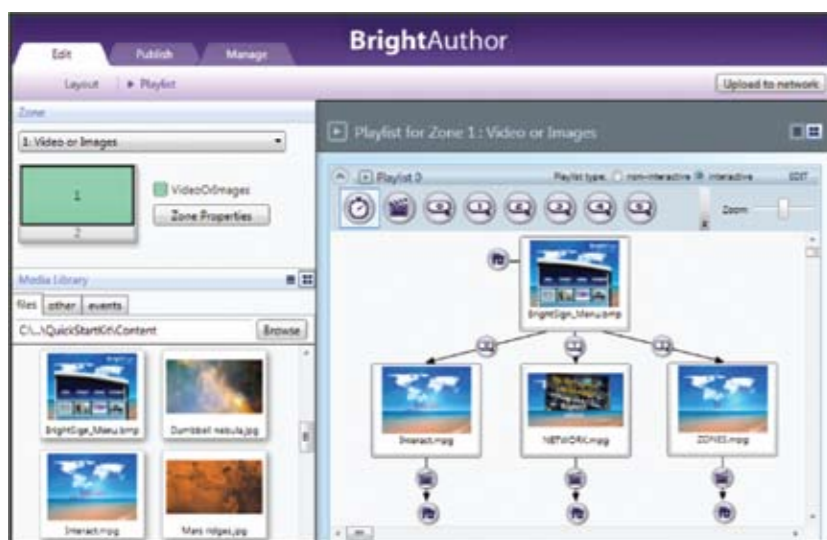 BrightAuthor
Edit Publish Manage
Layout Playlist
Upload to network
Zone
1: Video or Images
1
VideoOrImages
Zone Properties
2
Media Library
files other events
C:\...\QuickStartKit\Content Browse
BrightSign_Menu.bmp Dumbbell nebula.jpg
Interact.mpg Mars ridges.jpg
Playlist for Zone 1: Video or Images
Playlist 0 Playlist type: non-interactive interactive EDIT
Zoom
BrightSign_Menu.bmp
Interact.mpg NETWORK.mpg ZONES.mpg